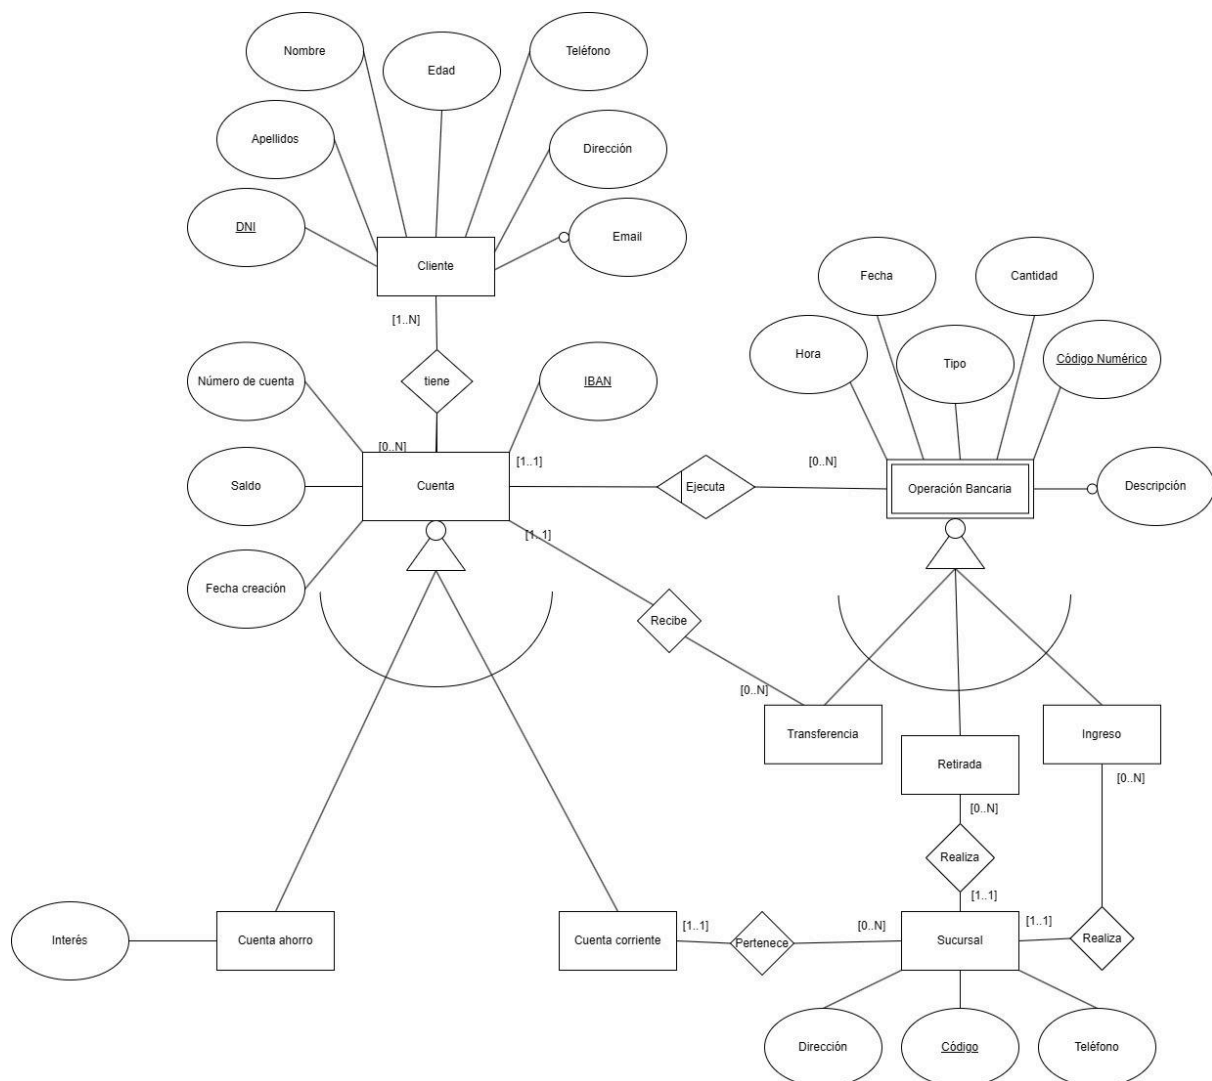 Nombre
Edad
Teléfono
Apellidos
Dirección
DNI
Email
Cliente
[1..N]
tiene
Número de cuenta
IBAN
[0..N]
Saldo
Cuenta
[1..1]
Fecha creación
[1..1]
Ejecuta
[0..N]
Fecha
Cantidad
Hora
Tipo
Código Numérico
Operación Bancaria
Descripción
Recibe
[0..N]
Transferencia
Retirada
Ingreso
[0..N]
[0..N]
Realiza
[1..1]
Interés
Cuenta ahorro
Cuenta corriente
[1..1]
Pertenece
[0..N]
Sucursal
[1..1]
Realiza
Dirección
Código
Teléfono